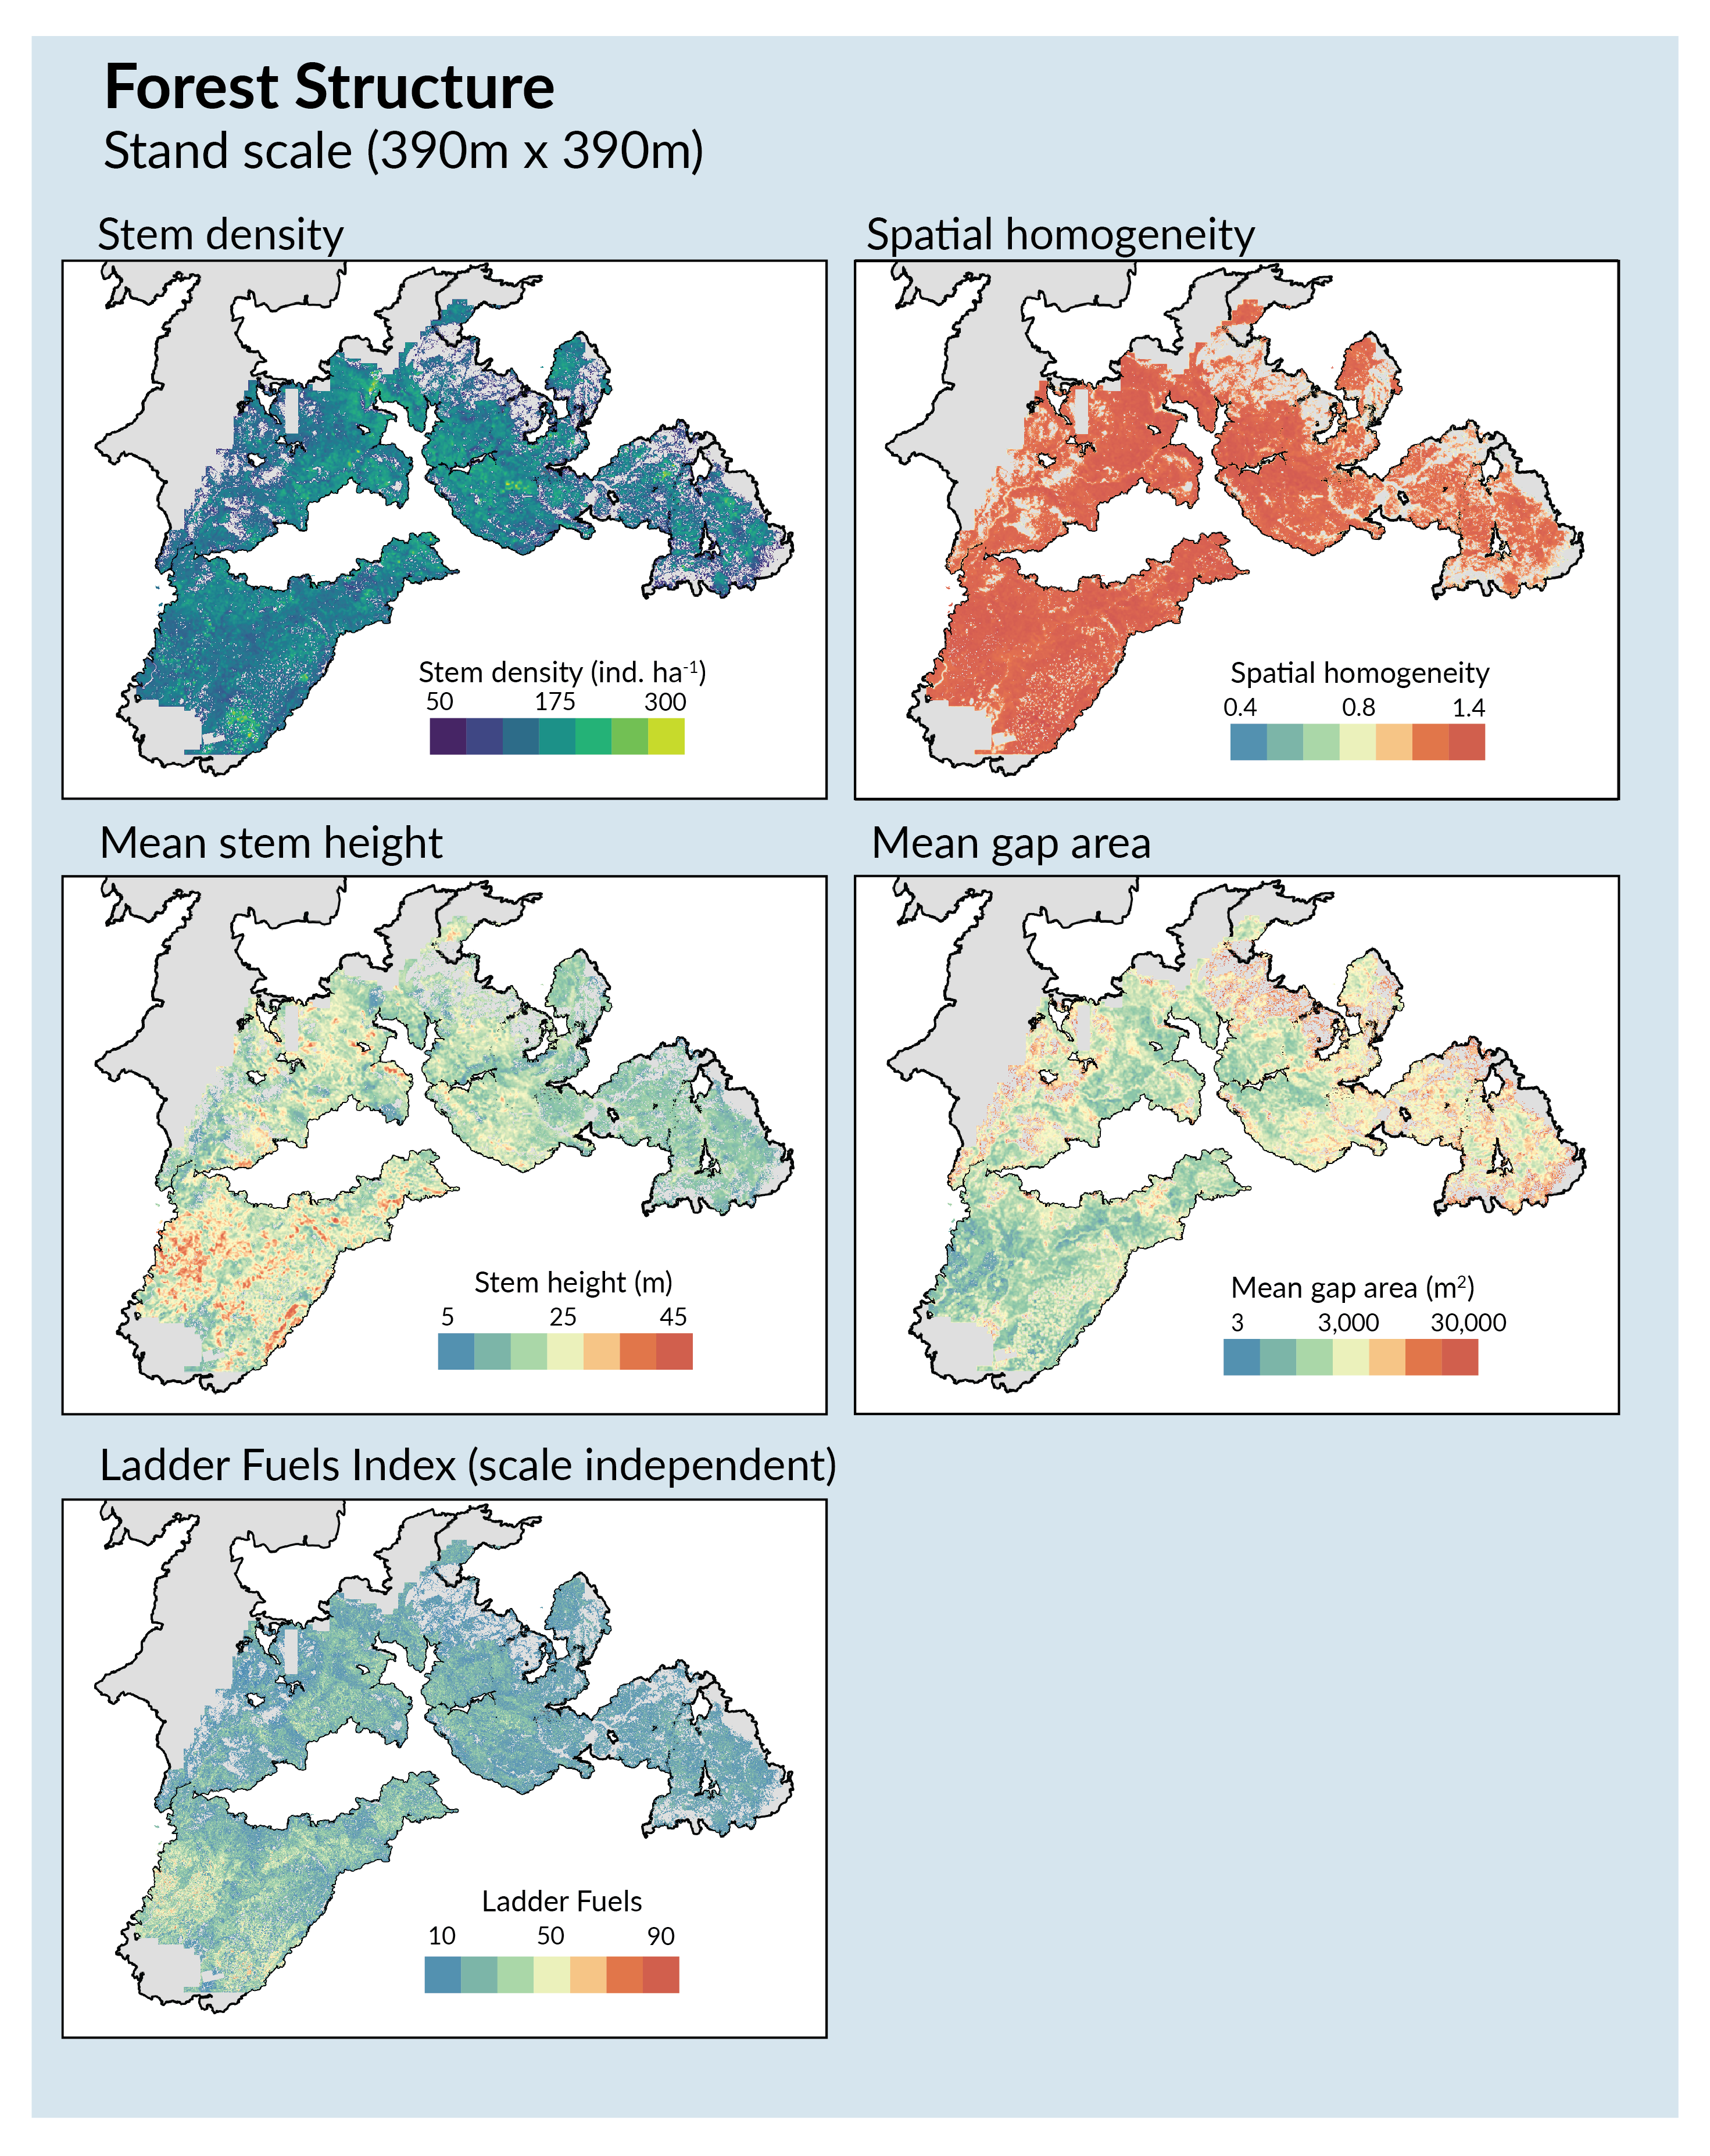 Forest Structure
Stand scale (390m x 390m)
Stem density
Stem density (ind. ha⁻¹)
50 175 300
Spatial homogeneity
Spatial homogeneity
0.4 0.8 1.4
Mean stem height
Stem height (m)
5 25 45
Mean gap area
Mean gap area (m²)
3 3,000 30,000
Ladder Fuels Index (scale independent)
Ladder Fuels
10 50 90